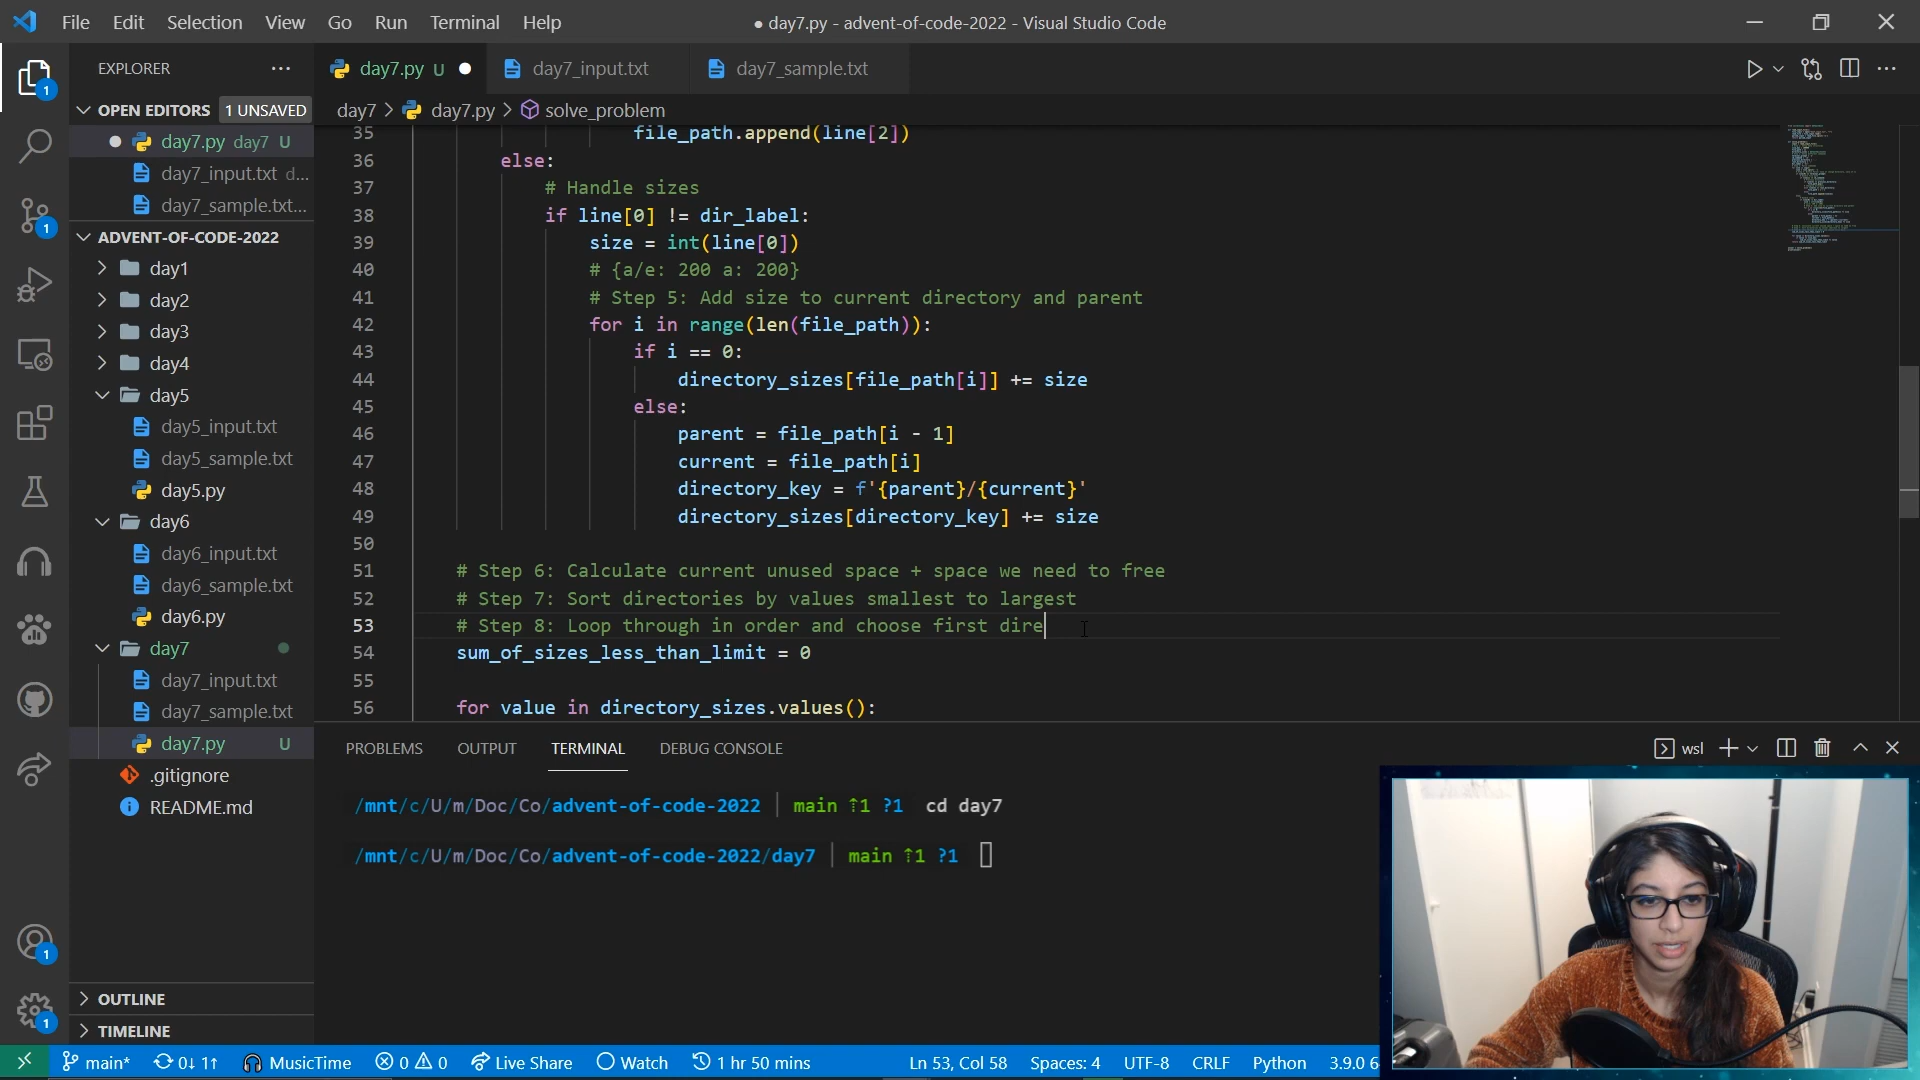 File Edit Selection View Go Run Terminal Help
● day7.py - advent-of-code-2022 - Visual Studio Code
EXPLORER
day7.py U
day7_input.txt
day7_sample.txt
OPEN EDITORS 1 UNSAVED
day7 > day7.py > solve_problem
day7.py day7 U
day7_input.txt d...
day7_sample.txt...
ADVENT-OF-CODE-2022
day1
day2
day3
day4
day5
day5_input.txt
day5_sample.txt
day5.py
day6
day6_input.txt
day6_sample.txt
day6.py
day7
day7_input.txt
day7_sample.txt
day7.py U
.gitignore
README.md
OUTLINE
TIMELINE
35 file_path.append(line[2])
36 else:
37 # Handle sizes
38 if line[0] != dir_label:
39 size = int(line[0])
40 # {a/e: 200 a: 200}
41 # Step 5: Add size to current directory and parent
42 for i in range(len(file_path)):
43 if i == 0:
44 directory_sizes[file_path[i]] += size
45 else:
46 parent = file_path[i - 1]
47 current = file_path[i]
48 directory_key = f'{parent}/{current}'
49 directory_sizes[directory_key] += size
50
51 # Step 6: Calculate current unused space + space we need to free
52 # Step 7: Sort directories by values smallest to largest
53 # Step 8: Loop through in order and choose first dire
54 sum_of_sizes_less_than_limit = 0
55
56 for value in directory_sizes.values():
PROBLEMS OUTPUT TERMINAL DEBUG CONSOLE
wsl
/mnt/c/U/m/Doc/Co/advent-of-code-2022 | main ⇡1 ?1 cd day7
/mnt/c/U/m/Doc/Co/advent-of-code-2022/day7 | main ⇡1 ?1
1
1
1
1
main* 0↓ 1↑ MusicTime 0 0 Live Share Watch 1 hr 50 mins Ln 53, Col 58 Spaces: 4 UTF-8 CRLF Python 3.9.0 6